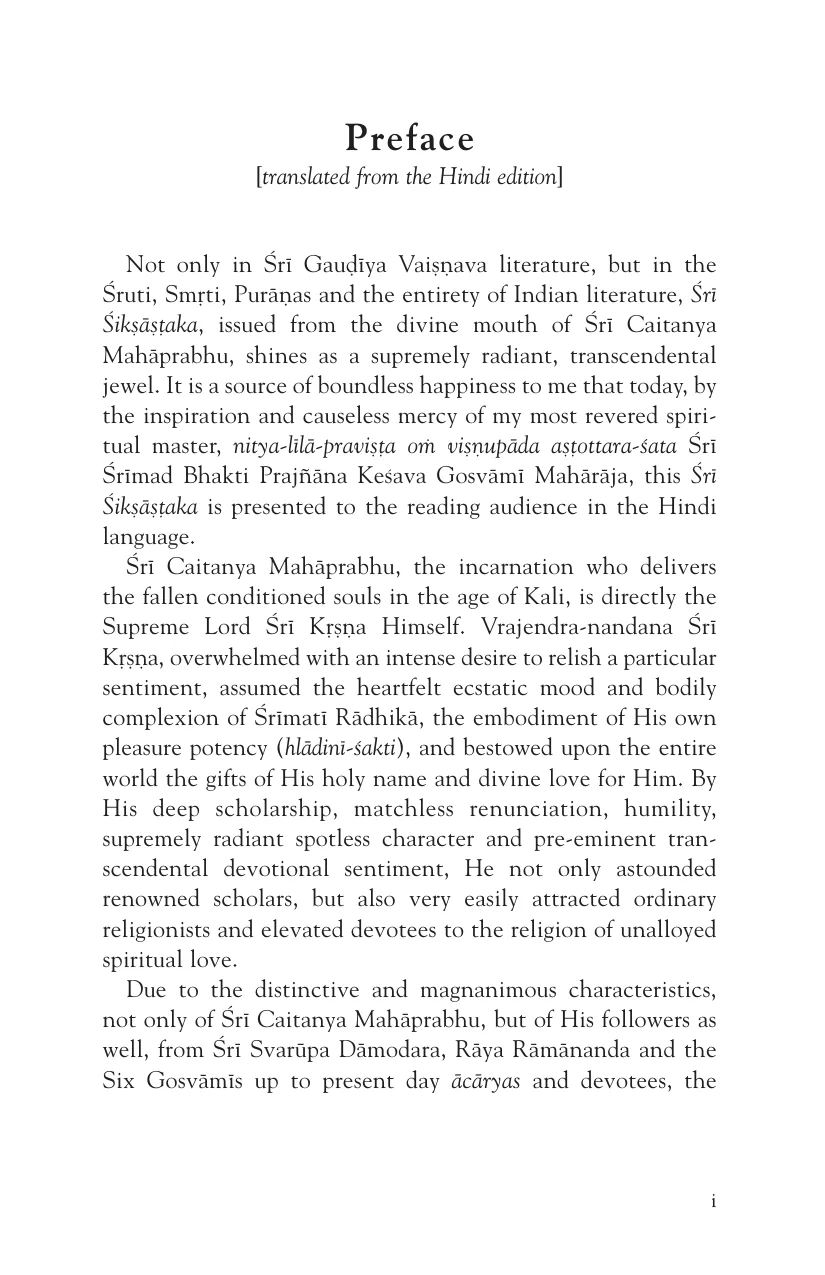 Preface
[translated from the Hindi edition]
Not only in Śrī Gauḍīya Vaiṣṇava literature, but in the
Śruti, Smṛti, Purāṇas and the entirety of Indian literature, Śrī
Śikṣāṣṭaka, issued from the divine mouth of Śrī Caitanya
Mahāprabhu, shines as a supremely radiant, transcendental
jewel. It is a source of boundless happiness to me that today, by
the inspiration and causeless mercy of my most revered spiri-
tual master, nitya-līlā-praviṣṭa oṁ viṣṇupāda aṣṭottara-śata Śrī
Śrīmad Bhakti Prajñāna Keśava Gosvāmī Mahārāja, this Śrī
Śikṣāṣṭaka is presented to the reading audience in the Hindi
language.
Śrī Caitanya Mahāprabhu, the incarnation who delivers
the fallen conditioned souls in the age of Kali, is directly the
Supreme Lord Śrī Kṛṣṇa Himself. Vrajendra-nandana Śrī
Kṛṣṇa, overwhelmed with an intense desire to relish a particular
sentiment, assumed the heartfelt ecstatic mood and bodily
complexion of Śrīmatī Rādhikā, the embodiment of His own
pleasure potency (hlādinī-śakti), and bestowed upon the entire
world the gifts of His holy name and divine love for Him. By
His deep scholarship, matchless renunciation, humility,
supremely radiant spotless character and pre-eminent tran-
scendental devotional sentiment, He not only astounded
renowned scholars, but also very easily attracted ordinary
religionists and elevated devotees to the religion of unalloyed
spiritual love.
Due to the distinctive and magnanimous characteristics,
not only of Śrī Caitanya Mahāprabhu, but of His followers as
well, from Śrī Svarūpa Dāmodara, Rāya Rāmānanda and the
Six Gosvāmīs up to present day ācāryas and devotees, the
i